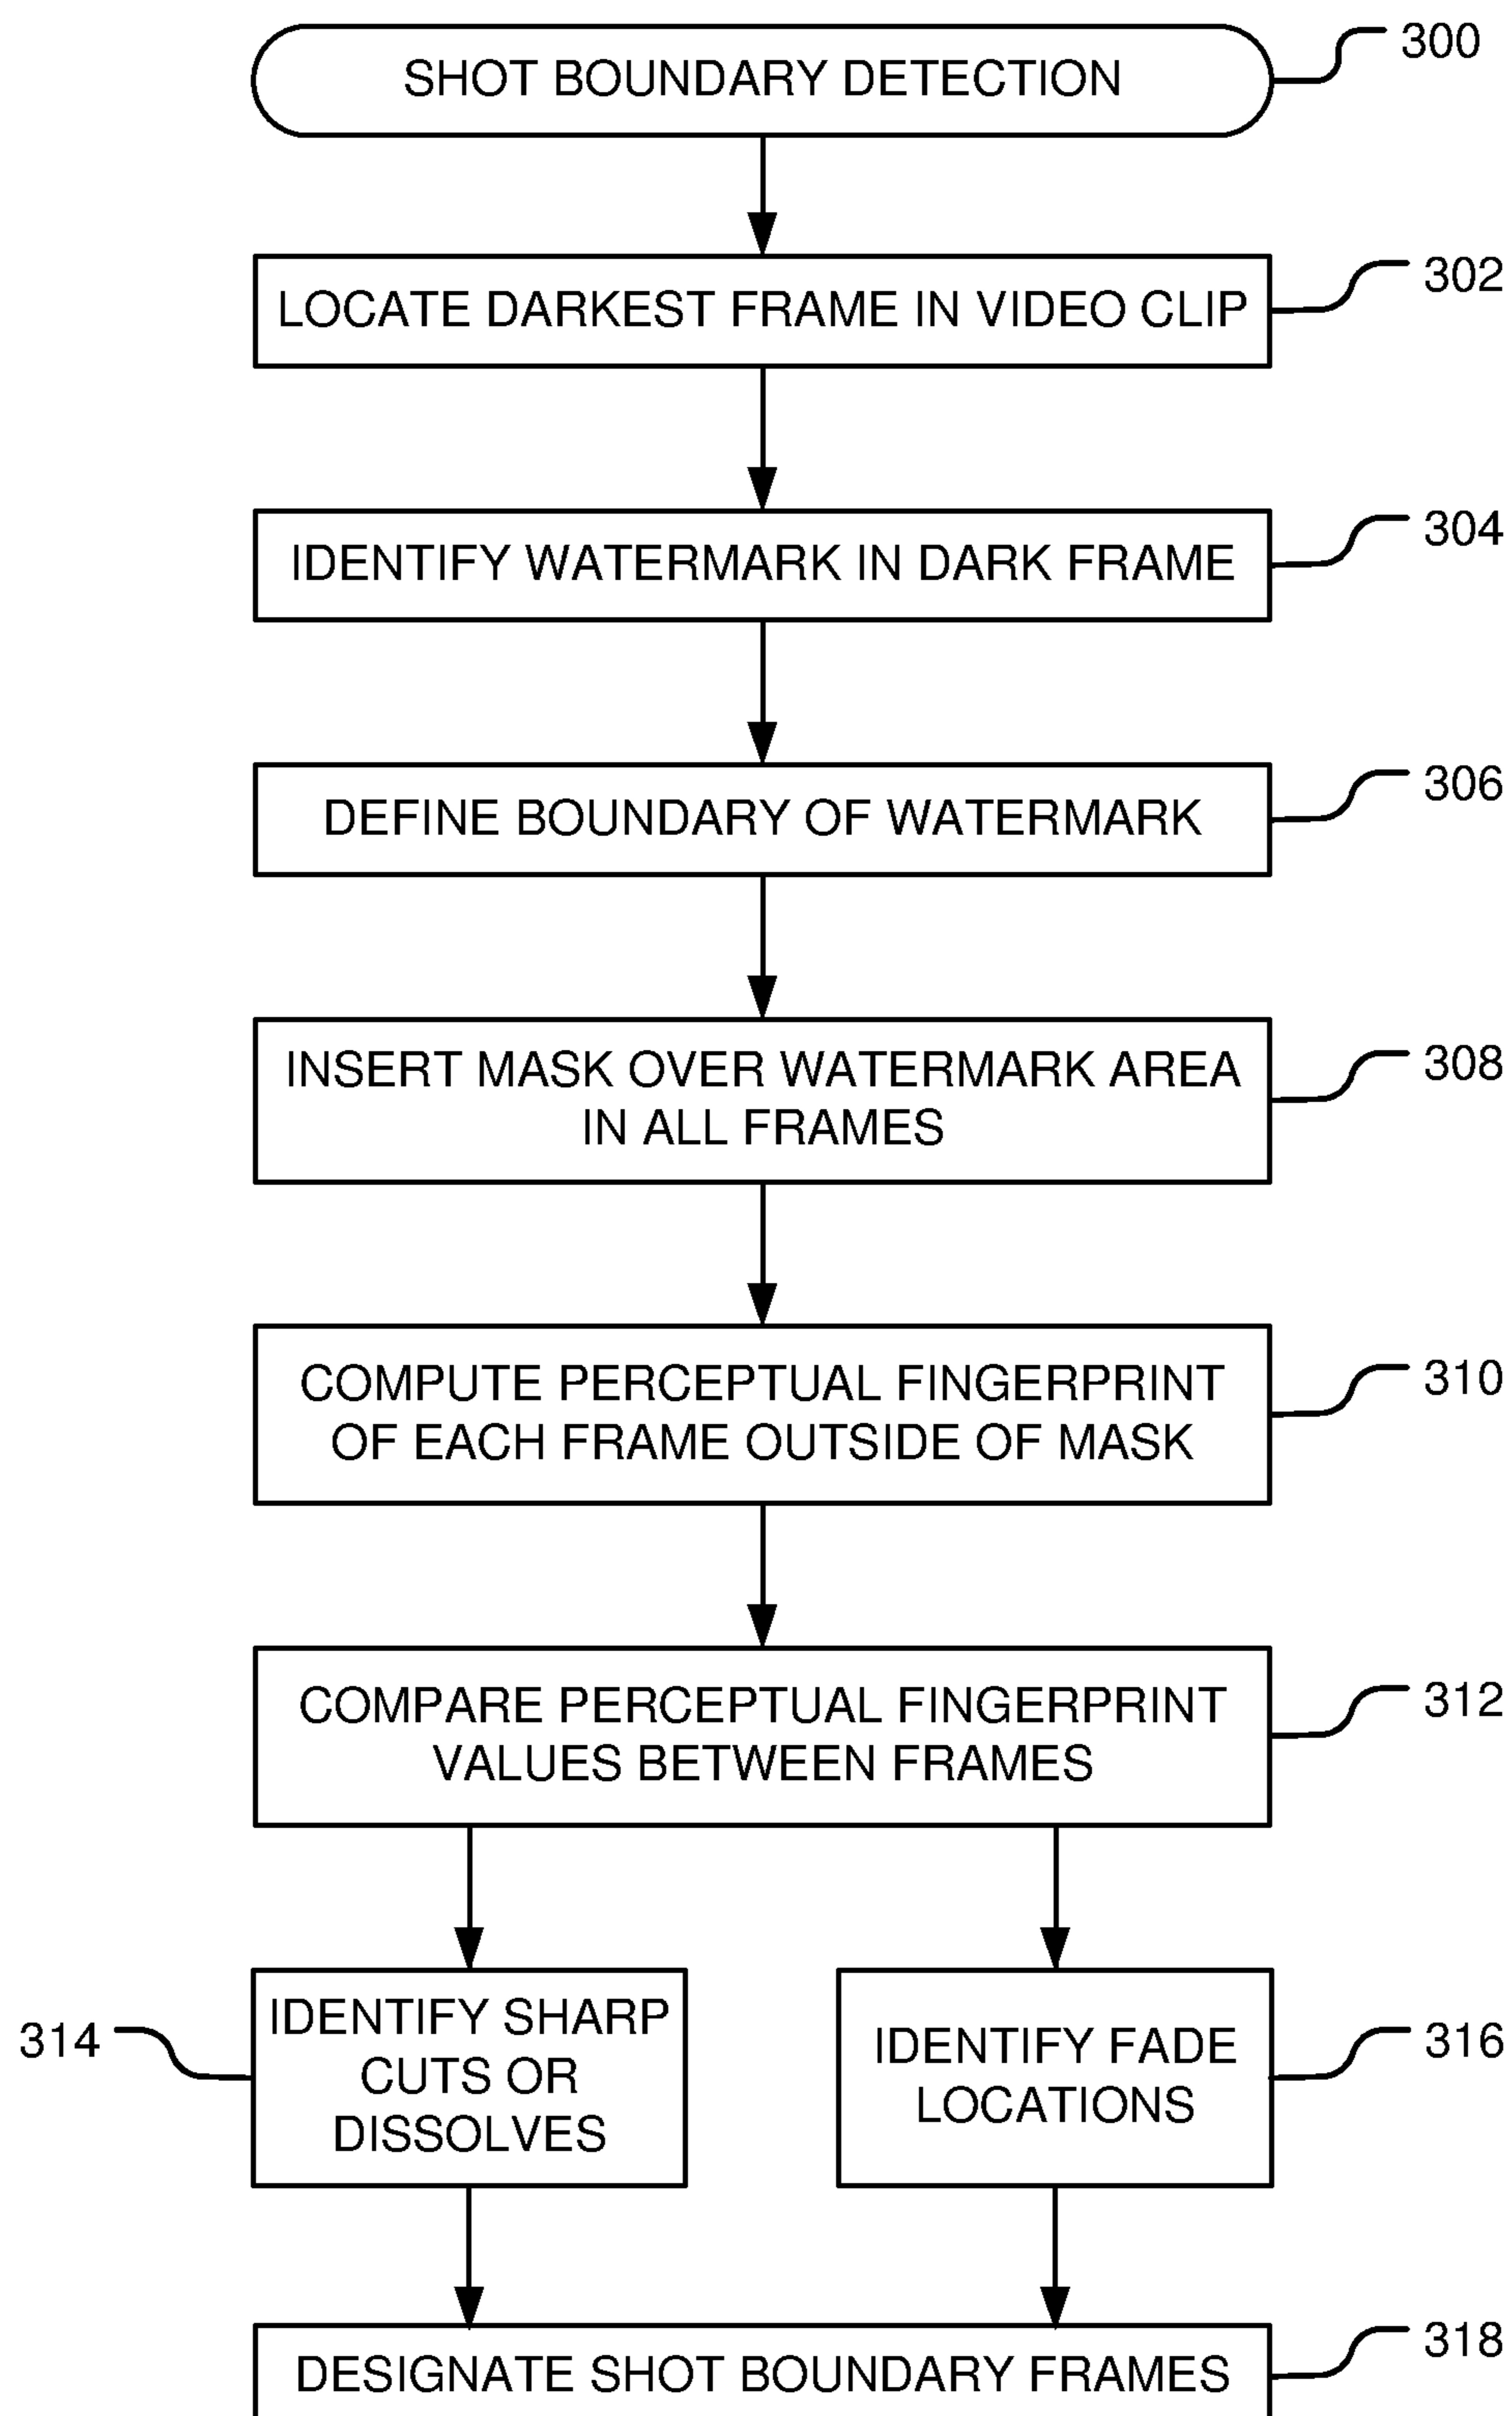 SHOT BOUNDARY DETECTION
300
LOCATE DARKEST FRAME IN VIDEO CLIP
302
IDENTIFY WATERMARK IN DARK FRAME
304
DEFINE BOUNDARY OF WATERMARK
306
INSERT MASK OVER WATERMARK AREA
IN ALL FRAMES
308
COMPUTE PERCEPTUAL FINGERPRINT
OF EACH FRAME OUTSIDE OF MASK
310
COMPARE PERCEPTUAL FINGERPRINT
VALUES BETWEEN FRAMES
312
314
IDENTIFY SHARP
CUTS OR
DISSOLVES
IDENTIFY FADE
LOCATIONS
316
DESIGNATE SHOT BOUNDARY FRAMES
318